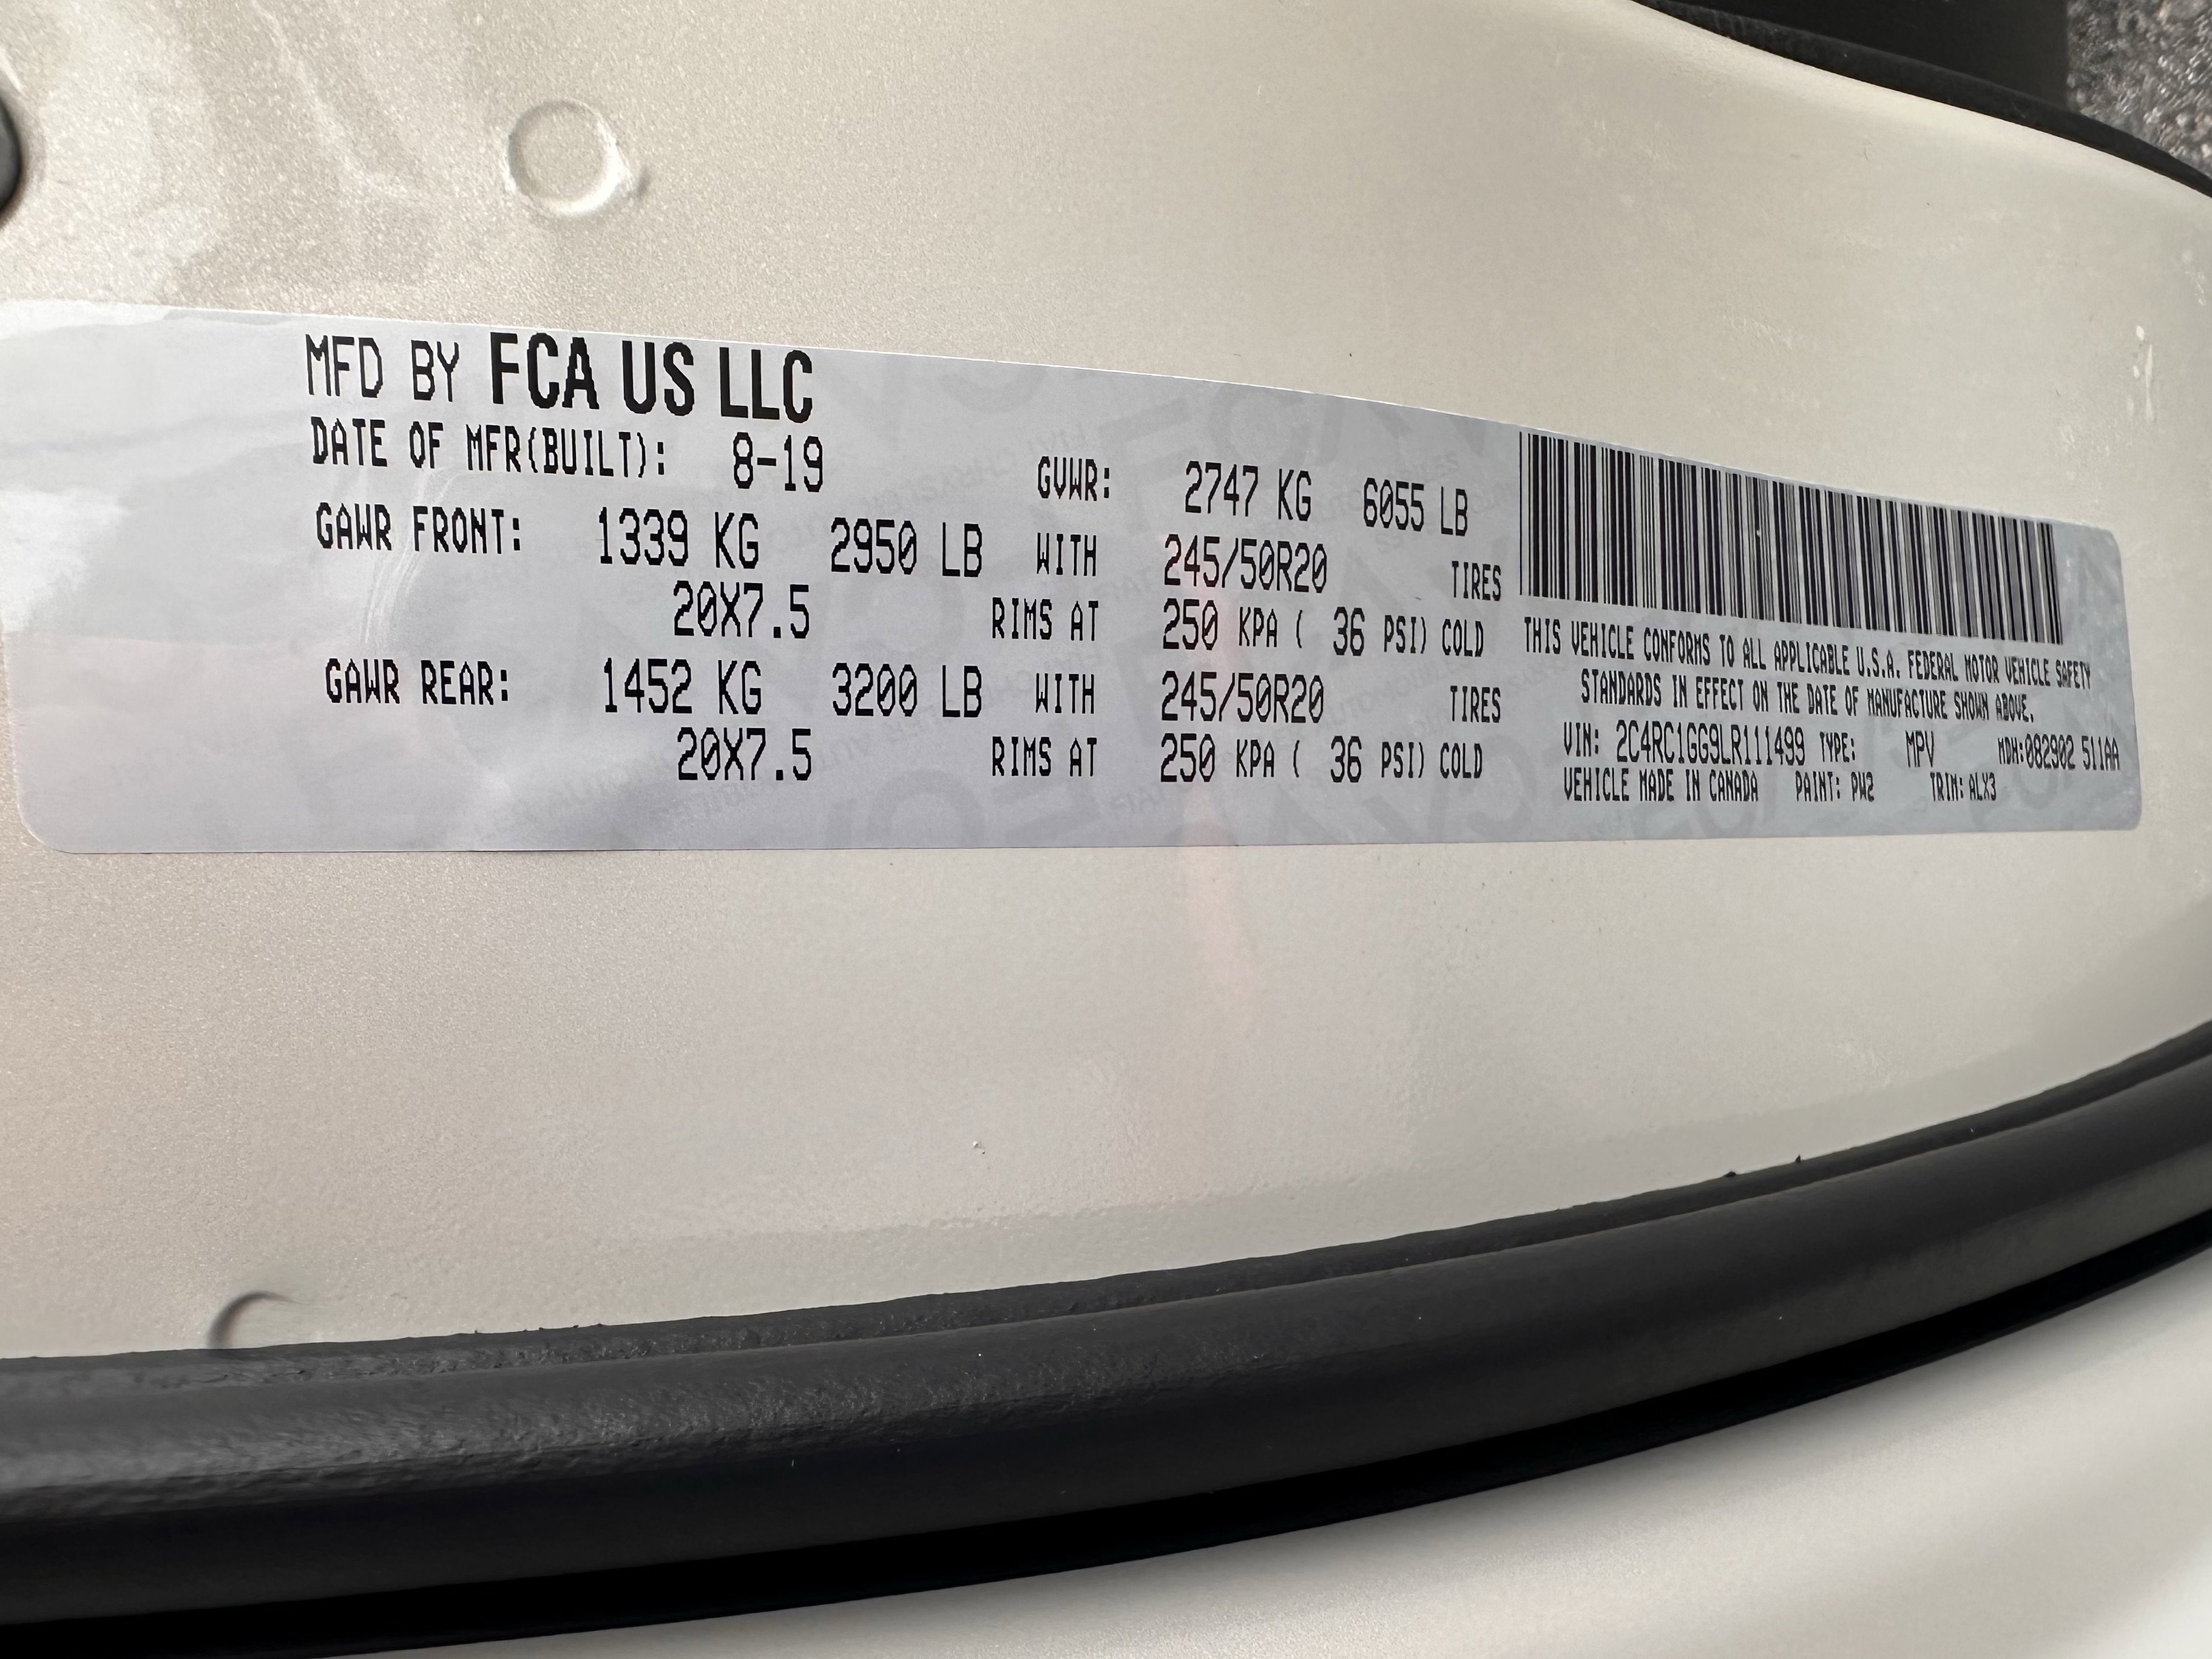 MFD BY FCA US LLC
DATE OF MFR(BUILT): 8-19 GVWR: 2747 KG 6055 LB
GAWR FRONT: 1339 KG 2950 LB WITH 245/50R20 TIRES
20X7.5 RIMS AT 250 KPA ( 36 PSI) COLD
GAWR REAR: 1452 KG 3200 LB WITH 245/50R20 TIRES
20X7.5 RIMS AT 250 KPA ( 36 PSI) COLD
THIS VEHICLE CONFORMS TO ALL APPLICABLE U.S.A. FEDERAL MOTOR VEHICLE SAFETY
STANDARDS IN EFFECT ON THE DATE OF MANUFACTURE SHOWN ABOVE.
VIN: 2C4RC1GG9LR111499 TYPE: MPV MDH:082902 511AA
VEHICLE MADE IN CANADA PAINT: PW2 TRIM: ALX3